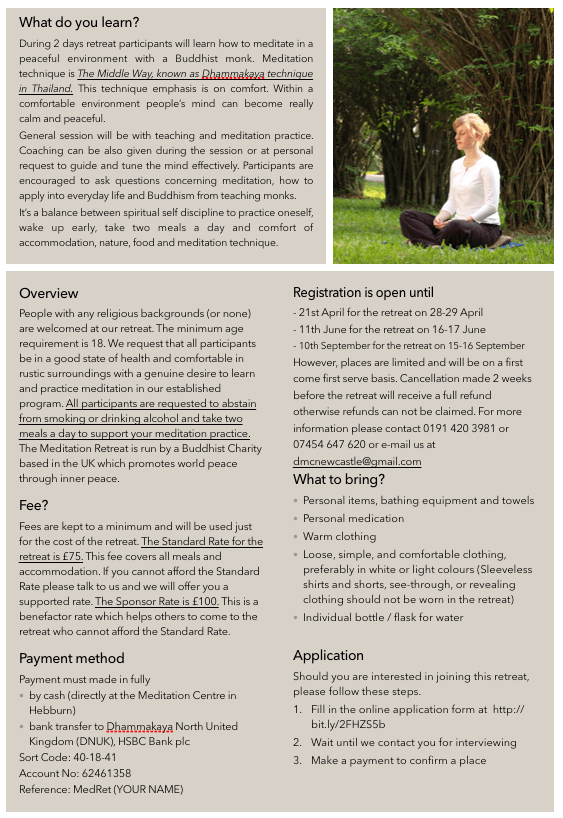 What do you learn?
During 2 days retreat participants will learn how to meditate in a
peaceful environment with a Buddhist monk. Meditation
technique is The Middle Way, known as Dhammakaya technique
in Thailand. This technique emphasis is on comfort. Within a
comfortable environment people's mind can become really
calm and peaceful.
General session will be with teaching and meditation practice.
Coaching can be also given during the session or at personal
request to guide and tune the mind effectively. Participants are
encouraged to ask questions concerning meditation, how to
apply into everyday life and Buddhism from teaching monks.
It's a balance between spiritual self discipline to practice oneself,
wake up early, take two meals a day and comfort of
accommodation, nature, food and meditation technique.
Overview
People with any religious backgrounds (or none)
are welcomed at our retreat. The minimum age
requirement is 18. We request that all participants
be in a good state of health and comfortable in
rustic surroundings with a genuine desire to learn
and practice meditation in our established
program. All participants are requested to abstain
from smoking or drinking alcohol and take two
meals a day to support your meditation practice.
The Meditation Retreat is run by a Buddhist Charity
based in the UK which promotes world peace
through inner peace.
Fee?
Fees are kept to a minimum and will be used just
for the cost of the retreat. The Standard Rate for the
retreat is £75. This fee covers all meals and
accommodation. If you cannot afford the Standard
Rate please talk to us and we will offer you a
supported rate. The Sponsor Rate is £100. This is a
benefactor rate which helps others to come to the
retreat who cannot afford the Standard Rate.
Payment method
Payment must made in fully
• by cash (directly at the Meditation Centre in
Hebburn)
• bank transfer to Dhammakaya North United
Kingdom (DNUK), HSBC Bank plc
Sort Code: 40-18-41
Account No: 62461358
Reference: MedRet (YOUR NAME)
Registration is open until
- 21st April for the retreat on 28-29 April
- 11th June for the retreat on 16-17 June
- 10th September for the retreat on 15-16 September
However, places are limited and will be on a first
come first serve basis. Cancellation made 2 weeks
before the retreat will receive a full refund
otherwise refunds can not be claimed. For more
information please contact 0191 420 3981 or
07454 647 620 or e-mail us at
dmcnewcastle@gmail.com
What to bring?
• Personal items, bathing equipment and towels
• Personal medication
• Warm clothing
• Loose, simple, and comfortable clothing,
preferably in white or light colours (Sleeveless
shirts and shorts, see-through, or revealing
clothing should not be worn in the retreat)
• Individual bottle / flask for water
Application
Should you are interested in joining this retreat,
please follow these steps.
1. Fill in the online application form at http://
bit.ly/2FHZS5b
2. Wait until we contact you for interviewing
3. Make a payment to confirm a place